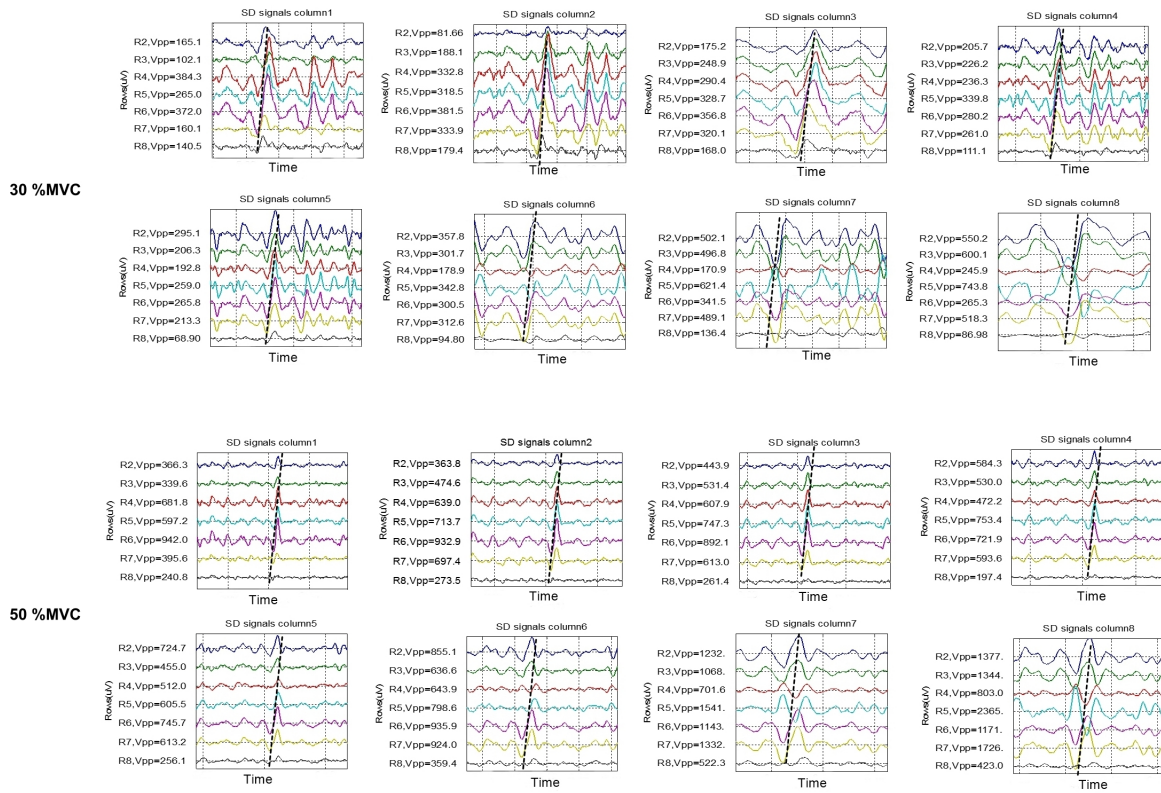 SD signals column1
R2,Vpp=165.1
R3,Vpp=102.1
R4,Vpp=384.3
R5,Vpp=265.0
R6,Vpp=372.0
R7,Vpp=160.1
R8,Vpp=140.5
Rows(uV)
Time
SD signals column2
R2,Vpp=81.66
R3,Vpp=188.1
R4,Vpp=332.8
R5,Vpp=318.5
R6,Vpp=381.5
R7,Vpp=333.9
R8,Vpp=179.4
Rows(uV)
Time
SD signals column3
R2,Vpp=175.2
R3,Vpp=248.9
R4,Vpp=290.4
R5,Vpp=328.7
R6,Vpp=356.8
R7,Vpp=320.1
R8,Vpp=168.0
Rows(uV)
Time
SD signals column4
R2,Vpp=205.7
R3,Vpp=226.2
R4,Vpp=236.3
R5,Vpp=339.8
R6,Vpp=280.2
R7,Vpp=261.0
R8,Vpp=111.1
Rows(uV)
Time
30 %MVC
SD signals column5
R2,Vpp=295.1
R3,Vpp=206.3
R4,Vpp=192.8
R5,Vpp=259.0
R6,Vpp=265.8
R7,Vpp=213.3
R8,Vpp=68.90
Rows(uV)
Time
SD signals column6
R2,Vpp=357.8
R3,Vpp=301.7
R4,Vpp=178.9
R5,Vpp=342.8
R6,Vpp=300.5
R7,Vpp=312.6
R8,Vpp=94.80
Rows(uV)
Time
SD signals column7
R2,Vpp=502.1
R3,Vpp=496.8
R4,Vpp=170.9
R5,Vpp=621.4
R6,Vpp=341.5
R7,Vpp=489.1
R8,Vpp=136.4
Rows(uV)
Time
SD signals column8
R2,Vpp=550.2
R3,Vpp=600.1
R4,Vpp=245.9
R5,Vpp=743.8
R6,Vpp=265.3
R7,Vpp=518.3
R8,Vpp=86.98
Rows(uV)
Time
SD signals column1
R2,Vpp=366.3
R3,Vpp=339.6
R4,Vpp=681.8
R5,Vpp=597.2
R6,Vpp=942.0
R7,Vpp=395.6
R8,Vpp=240.8
Rows(uV)
Time
SD signals column2
R2,Vpp=363.8
R3,Vpp=474.6
R4,Vpp=639.0
R5,Vpp=713.7
R6,Vpp=932.9
R7,Vpp=697.4
R8,Vpp=273.5
Rows(uV)
Time
SD signals column3
R2,Vpp=443.9
R3,Vpp=531.4
R4,Vpp=607.9
R5,Vpp=747.3
R6,Vpp=892.1
R7,Vpp=613.0
R8,Vpp=261.4
Rows(uV)
Time
SD signals column4
R2,Vpp=584.3
R3,Vpp=530.0
R4,Vpp=472.2
R5,Vpp=753.4
R6,Vpp=721.9
R7,Vpp=593.6
R8,Vpp=197.4
Rows(uV)
Time
50 %MVC
SD signals column5
R2,Vpp=724.7
R3,Vpp=455.0
R4,Vpp=512.0
R5,Vpp=605.5
R6,Vpp=745.7
R7,Vpp=613.2
R8,Vpp=256.1
Rows(uV)
Time
SD signals column6
R2,Vpp=855.1
R3,Vpp=636.6
R4,Vpp=643.9
R5,Vpp=798.6
R6,Vpp=935.9
R7,Vpp=924.0
R8,Vpp=359.4
Rows(uV)
Time
SD signals column7
R2,Vpp=1232.
R3,Vpp=1068.
R4,Vpp=701.6
R5,Vpp=1541.
R6,Vpp=1143.
R7,Vpp=1332.
R8,Vpp=522.3
Rows(uV)
Time
SD signals column8
R2,Vpp=1377.
R3,Vpp=1344.
R4,Vpp=803.0
R5,Vpp=2365.
R6,Vpp=1171.
R7,Vpp=1726.
R8,Vpp=423.0
Rows(uV)
Time